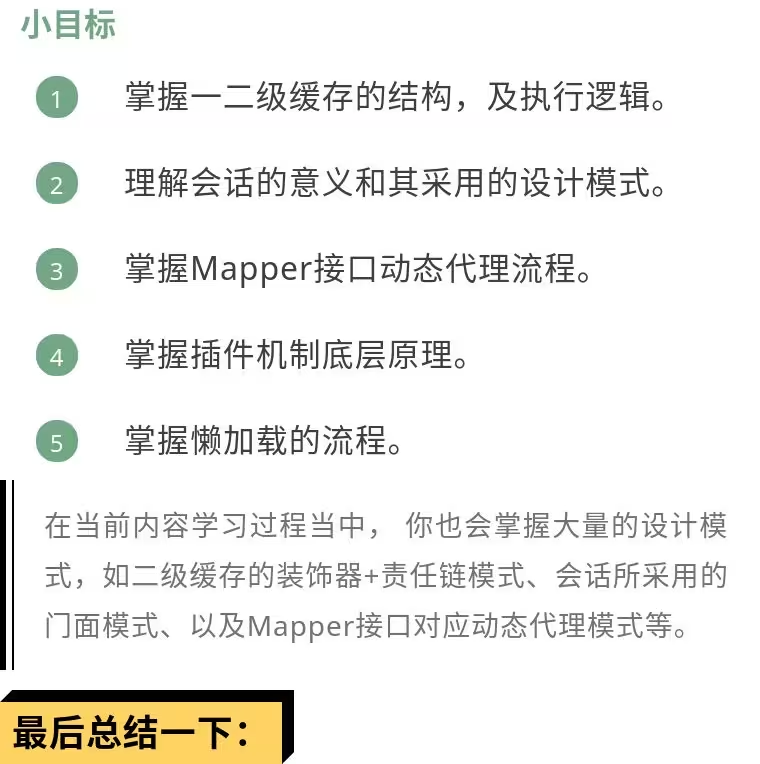 小目标
1 掌握一二级缓存的结构，及执行逻辑。
2 理解会话的意义和其采用的设计模式。
3 掌握Mapper接口动态代理流程。
4 掌握插件机制底层原理。
5 掌握懒加载的流程。
在当前内容学习过程当中， 你也会掌握大量的设计模
式，如二级缓存的装饰器+责任链模式、会话所采用的
门面模式、以及Mapper接口对应动态代理模式等。
最后总结一下：